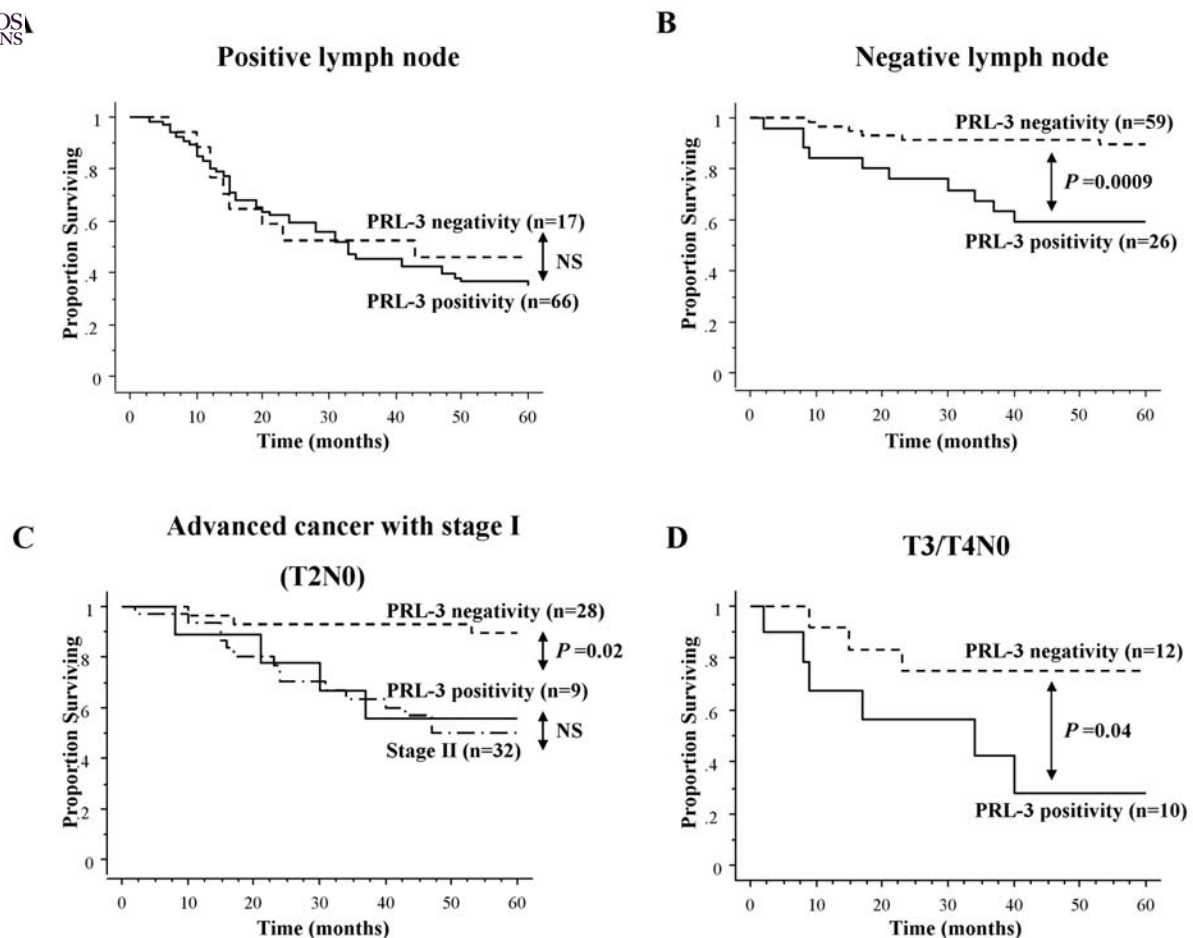 OS
NS
Positive lymph node
Proportion Surviving
1
.8
.6
.4
.2
0
PRL-3 negativity (n=17)
NS
PRL-3 positivity (n=66)
0 10 20 30 40 50 60
Time (months)
B
Negative lymph node
Proportion Surviving
1
.8
.6
.4
.2
0
PRL-3 negativity (n=59)
P =0.0009
PRL-3 positivity (n=26)
0 10 20 30 40 50 60
Time (months)
C
Advanced cancer with stage I
(T2N0)
Proportion Surviving
1
.8
.6
.4
.2
0
PRL-3 negativity (n=28)
P =0.02
PRL-3 positivity (n=9)
NS
Stage II (n=32)
0 10 20 30 40 50 60
Time (months)
D
T3/T4N0
Proportion Surviving
1
.8
.6
.4
.2
0
PRL-3 negativity (n=12)
P =0.04
PRL-3 positivity (n=10)
0 10 20 30 40 50 60
Time (months)